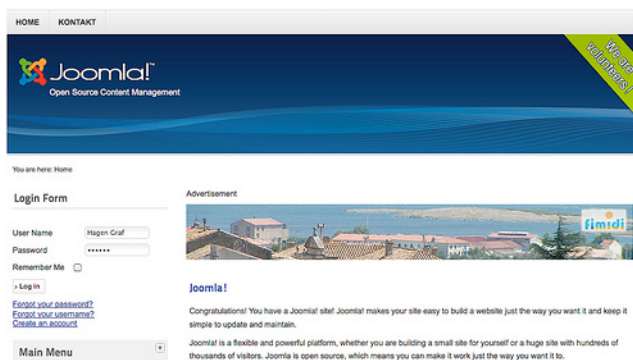 HOME KONTAKT
Joomla!™
Open Source Content Management
We are
volunteers!
You are here: Home
Login Form
User Name Hagen Graf
Password ••••••
Remember Me
› Log in
Forgot your password?
Forgot your username?
Create an account
Main Menu +
Advertisement
fimidi
Joomla!
Congratulations! You have a Joomla! site! Joomla! makes your site easy to build a website just the way you want it and keep it
simple to update and maintain.
Joomla! is a flexible and powerful platform, whether you are building a small site for yourself or a huge site with hundreds of
thousands of visitors. Joomla is open source, which means you can make it work just the way you want it to.